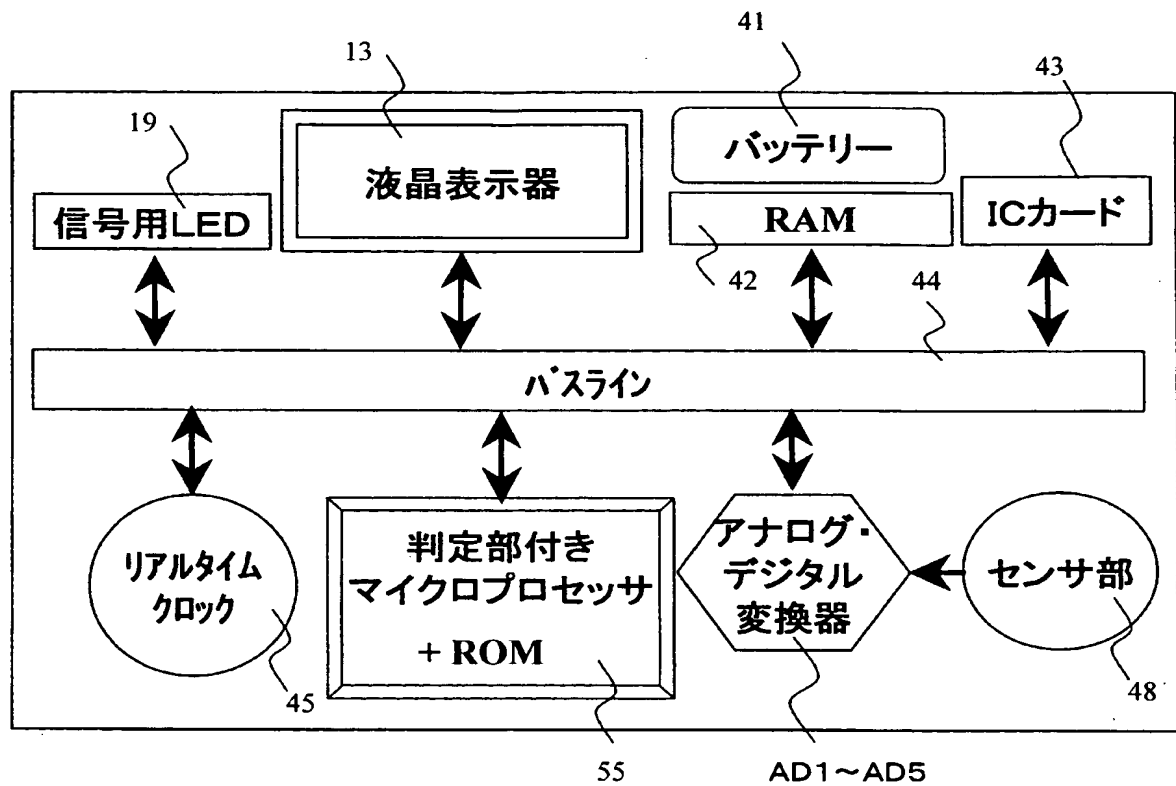 41
13
43
19
バッテリー
液晶表示器
信号用LED
RAM
ICカード
42
44
バスライン
リアルタイム
クロック
判定部付き
マイクロプロセッサ
+ ROM
アナログ・
デジタル
変換器
センサ部
45
48
55
AD1～AD5